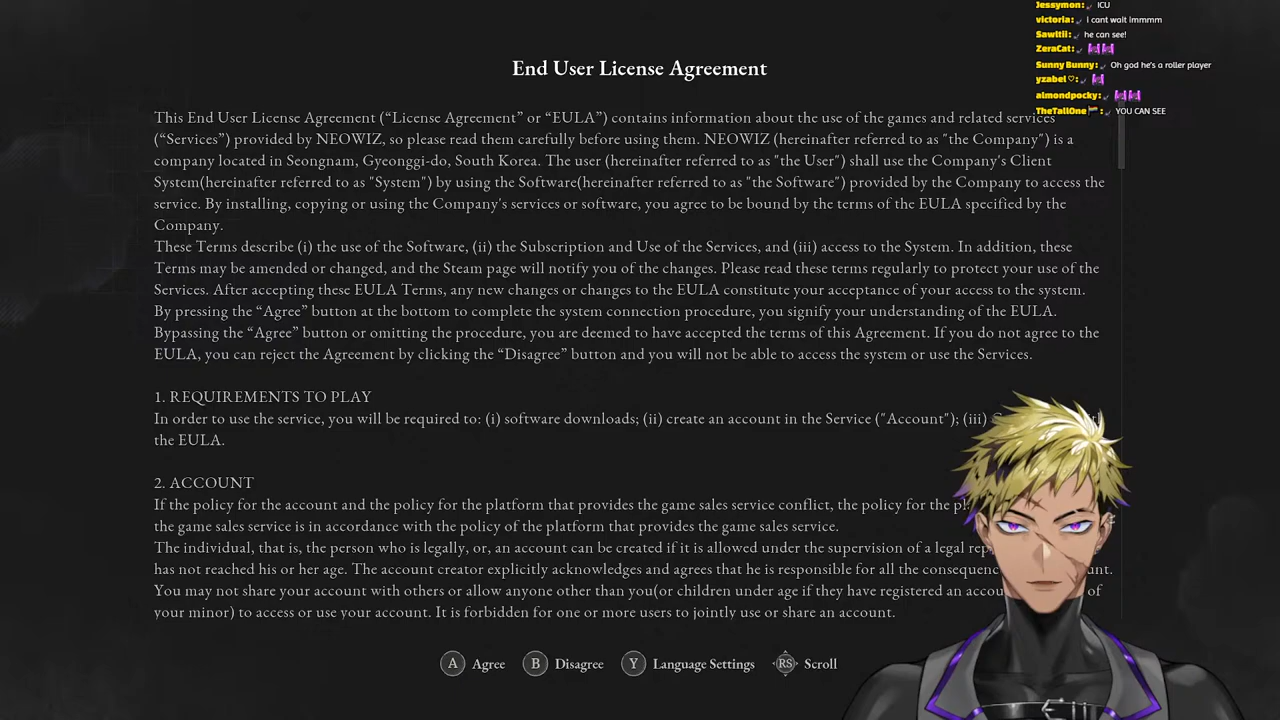 Jessymon: ICU
victoria: i cant wait immmm
Sawltii: he can see!
ZeraCat:
Sunny Bunny: Oh god he's a roller player
yzabel ♡:
almondpocky:
TheTallOne: YOU CAN SEE
End User License Agreement
This End User License Agreement (“License Agreement” or “EULA”) contains information about the use of the games and related services
(“Services”) provided by NEOWIZ, so please read them carefully before using them. NEOWIZ (hereinafter referred to as "the Company") is a
company located in Seongnam, Gyeonggi-do, South Korea. The user (hereinafter referred to as "the User") shall use the Company's Client
System(hereinafter referred to as "System") by using the Software(hereinafter referred to as "the Software") provided by the Company to access the
service. By installing, copying or using the Company's services or software, you agree to be bound by the terms of the EULA specified by the
Company.
These Terms describe (i) the use of the Software, (ii) the Subscription and Use of the Services, and (iii) access to the System. In addition, these
Terms may be amended or changed, and the Steam page will notify you of the changes. Please read these terms regularly to protect your use of the
Services. After accepting these EULA Terms, any new changes or changes to the EULA constitute your acceptance of your access to the system.
By pressing the “Agree” button at the bottom to complete the system connection procedure, you signify your understanding of the EULA.
Bypassing the “Agree” button or omitting the procedure, you are deemed to have accepted the terms of this Agreement. If you do not agree to the
EULA, you can reject the Agreement by clicking the “Disagree” button and you will not be able to access the system or use the Services.
1. REQUIREMENTS TO PLAY
In order to use the service, you will be required to: (i) software downloads; (ii) create an account in the Service ("Account"); (iii)
the EULA.
2. ACCOUNT
If the policy for the account and the policy for the platform that provides the game sales service conflict, the policy for the
the game sales service is in accordance with the policy of the platform that provides the game sales service.
The individual, that is, the person who is legally, or, an account can be created if it is allowed under the supervision of a legal
has not reached his or her age. The account creator explicitly acknowledges and agrees that he is responsible for all the
You may not share your account with others or allow anyone other than you(or children under age if they have registered an of
your minor) to access or use your account. It is forbidden for one or more users to jointly use or share an account.
A Agree B Disagree Y Language Settings RS Scroll